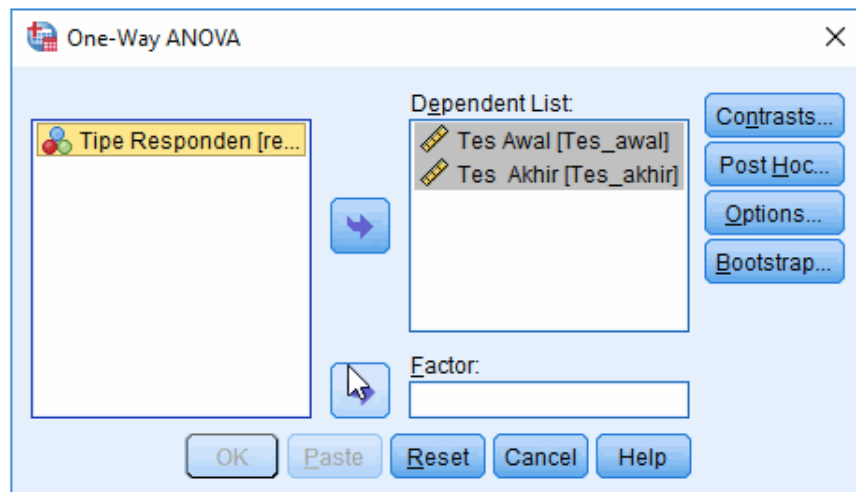 One-Way ANOVA
Tipe Responden [re...
Dependent List:
Tes Awal [Tes_awal]
Tes Akhir [Tes_akhir]
Contrasts...
Post Hoc...
Options...
Bootstrap...
Factor:
OK
Paste
Reset
Cancel
Help